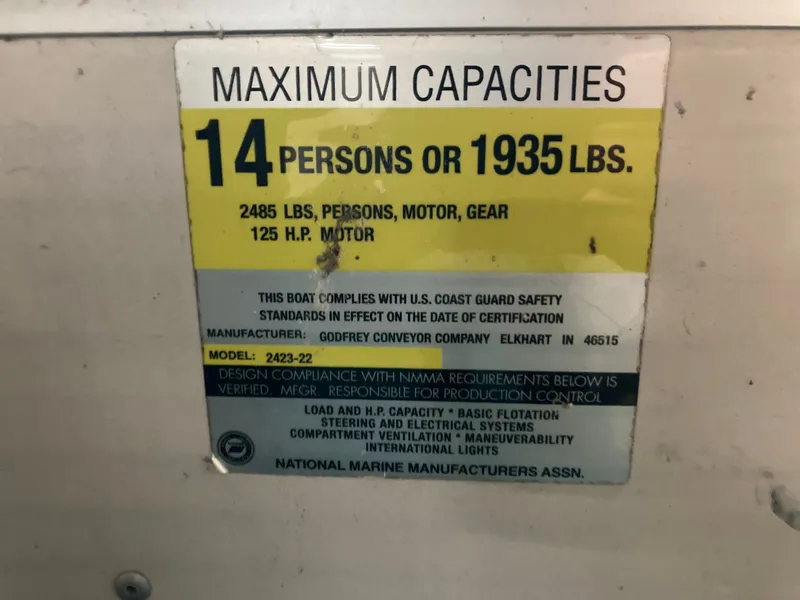 MAXIMUM CAPACITIES
14 PERSONS OR 1935 LBS.
2485 LBS, PERSONS, MOTOR, GEAR
125 H.P. MOTOR
THIS BOAT COMPLIES WITH U.S. COAST GUARD SAFETY
STANDARDS IN EFFECT ON THE DATE OF CERTIFICATION
MANUFACTURER: GODFREY CONVEYOR COMPANY ELKHART IN 46515
MODEL: 2423-22
DESIGN COMPLIANCE WITH NMMA REQUIREMENTS BELOW IS
VERIFIED. MFGR. RESPONSIBLE FOR PRODUCTION CONTROL
LOAD AND H.P. CAPACITY * BASIC FLOTATION
STEERING AND ELECTRICAL SYSTEMS
COMPARTMENT VENTILATION * MANEUVERABILITY
INTERNATIONAL LIGHTS
NATIONAL MARINE MANUFACTURERS ASSN.